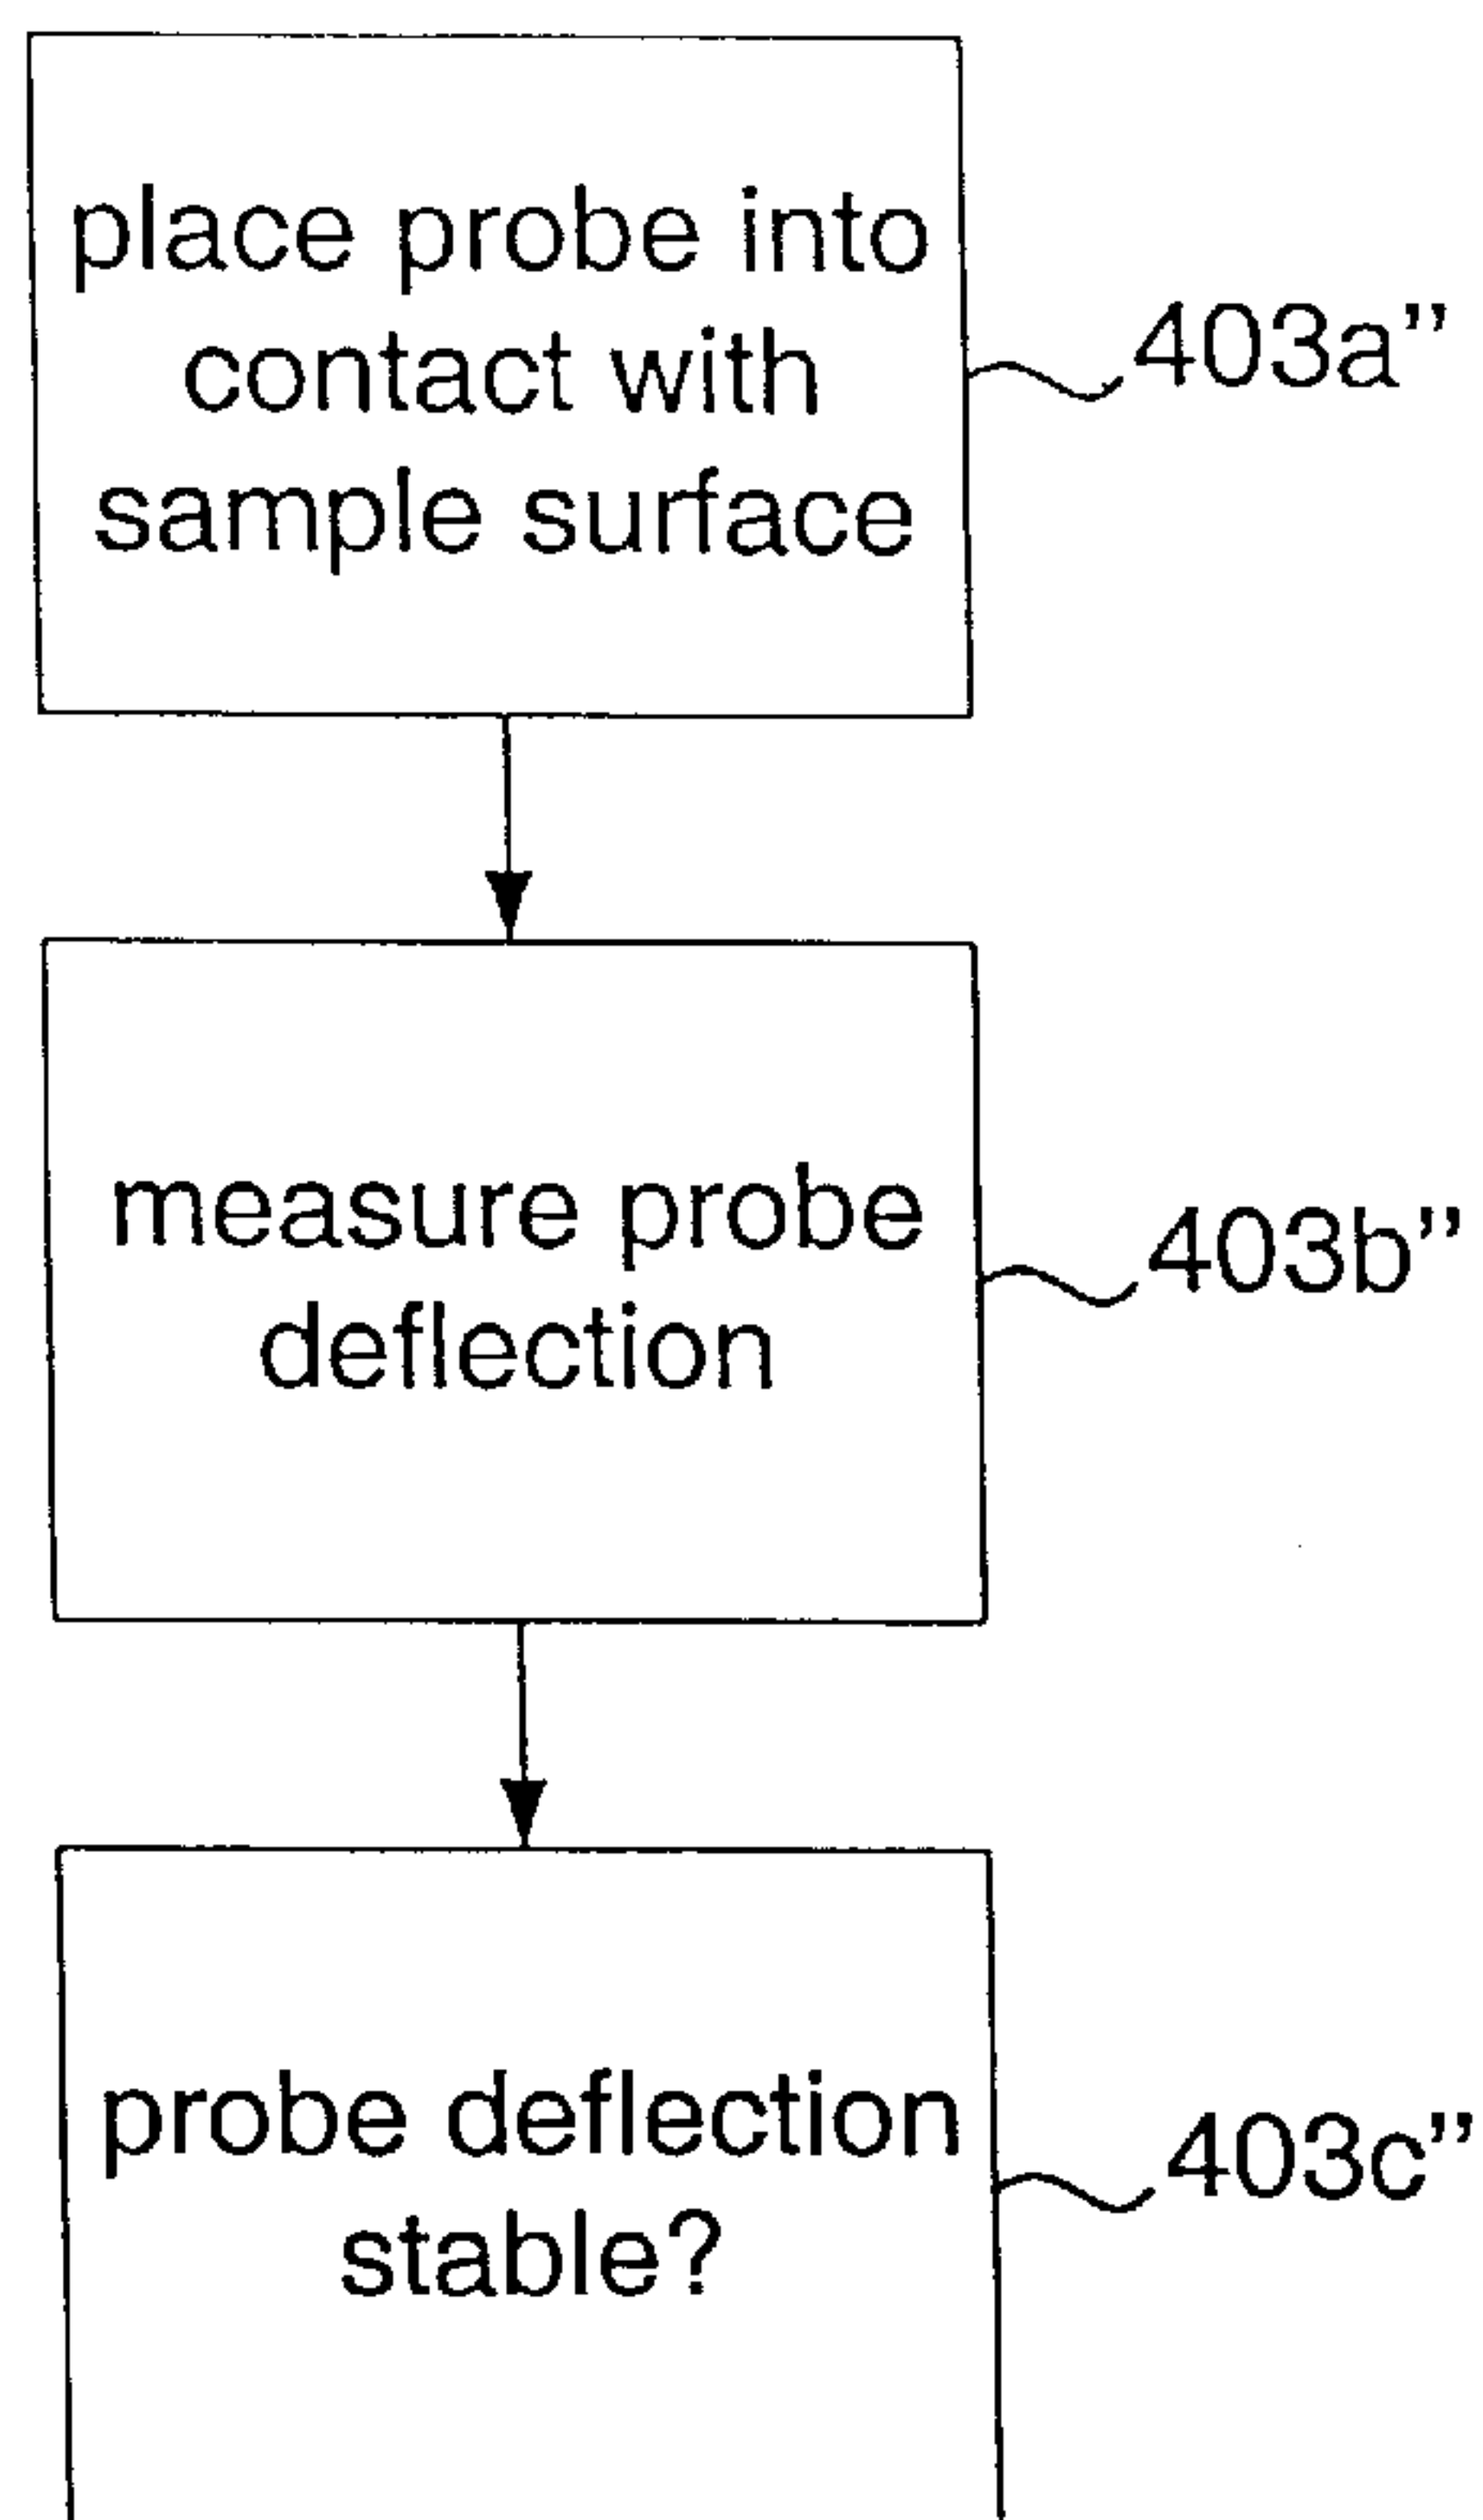 place probe into
contact with
sample surface
403a”
measure probe
deflection
403b”
probe deflection
stable?
403c”